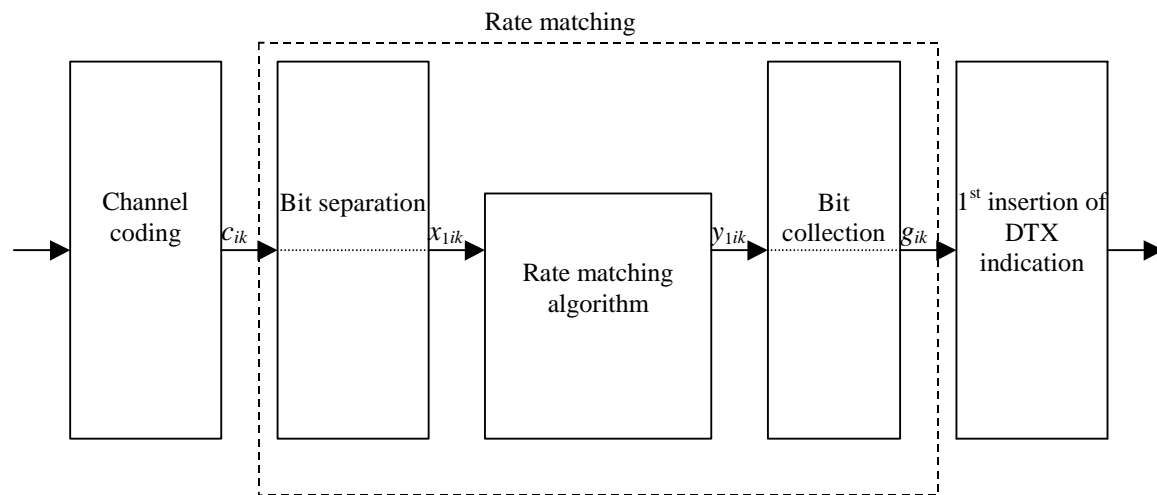 Rate matching
Channel
coding
c_ik
Bit separation
x_1ik
Rate matching
algorithm
y_1ik
Bit
collection
g_ik
1st insertion of
DTX
indication